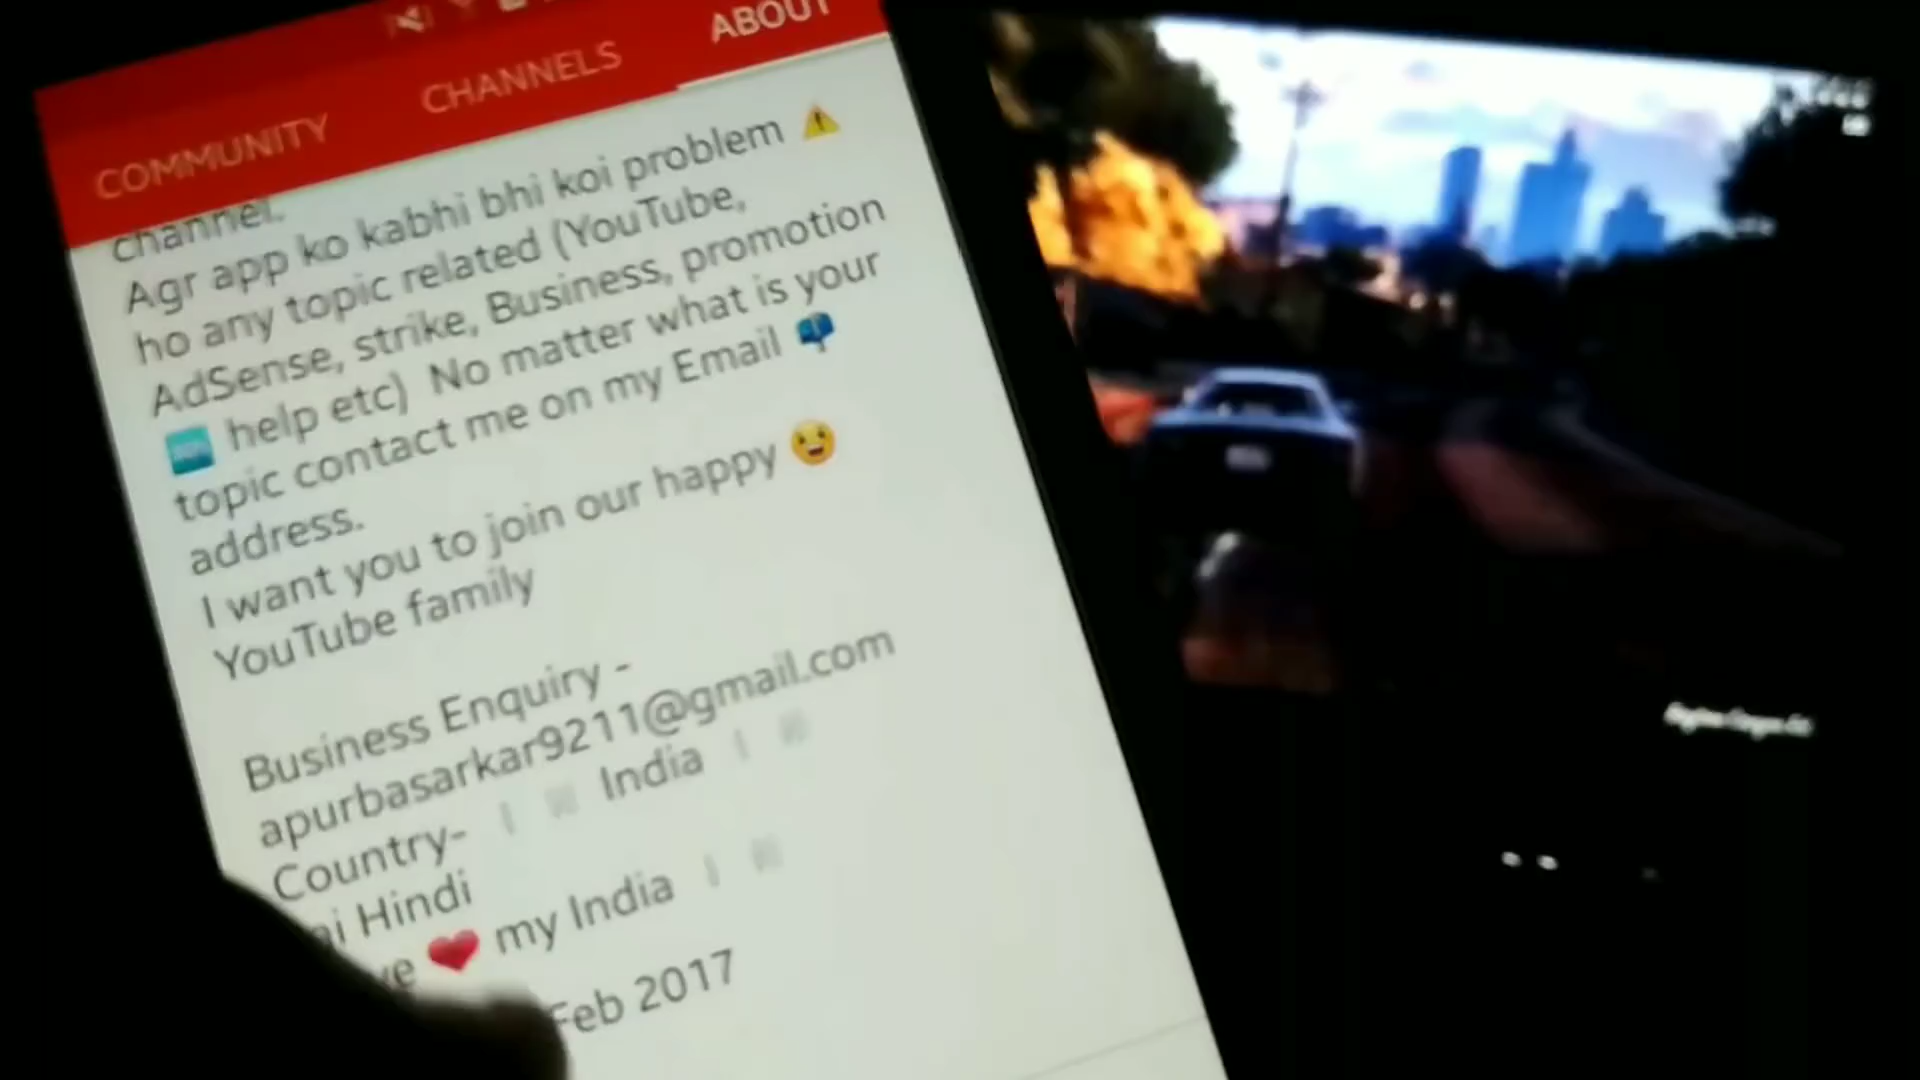 COMMUNITY CHANNELS ABOUT
channel.
Agr app ko kabhi bhi koi problem ⚠️
ho any topic related (YouTube,
AdSense, strike, Business, promotion
🆘 help etc) No matter what is your
topic contact me on my Email 📫
address.
I want you to join our happy 😀
YouTube family
Business Enquiry -
apurbasarkar9211@gmail.com
Country- India
Hindi
❤️ my India
Feb 2017